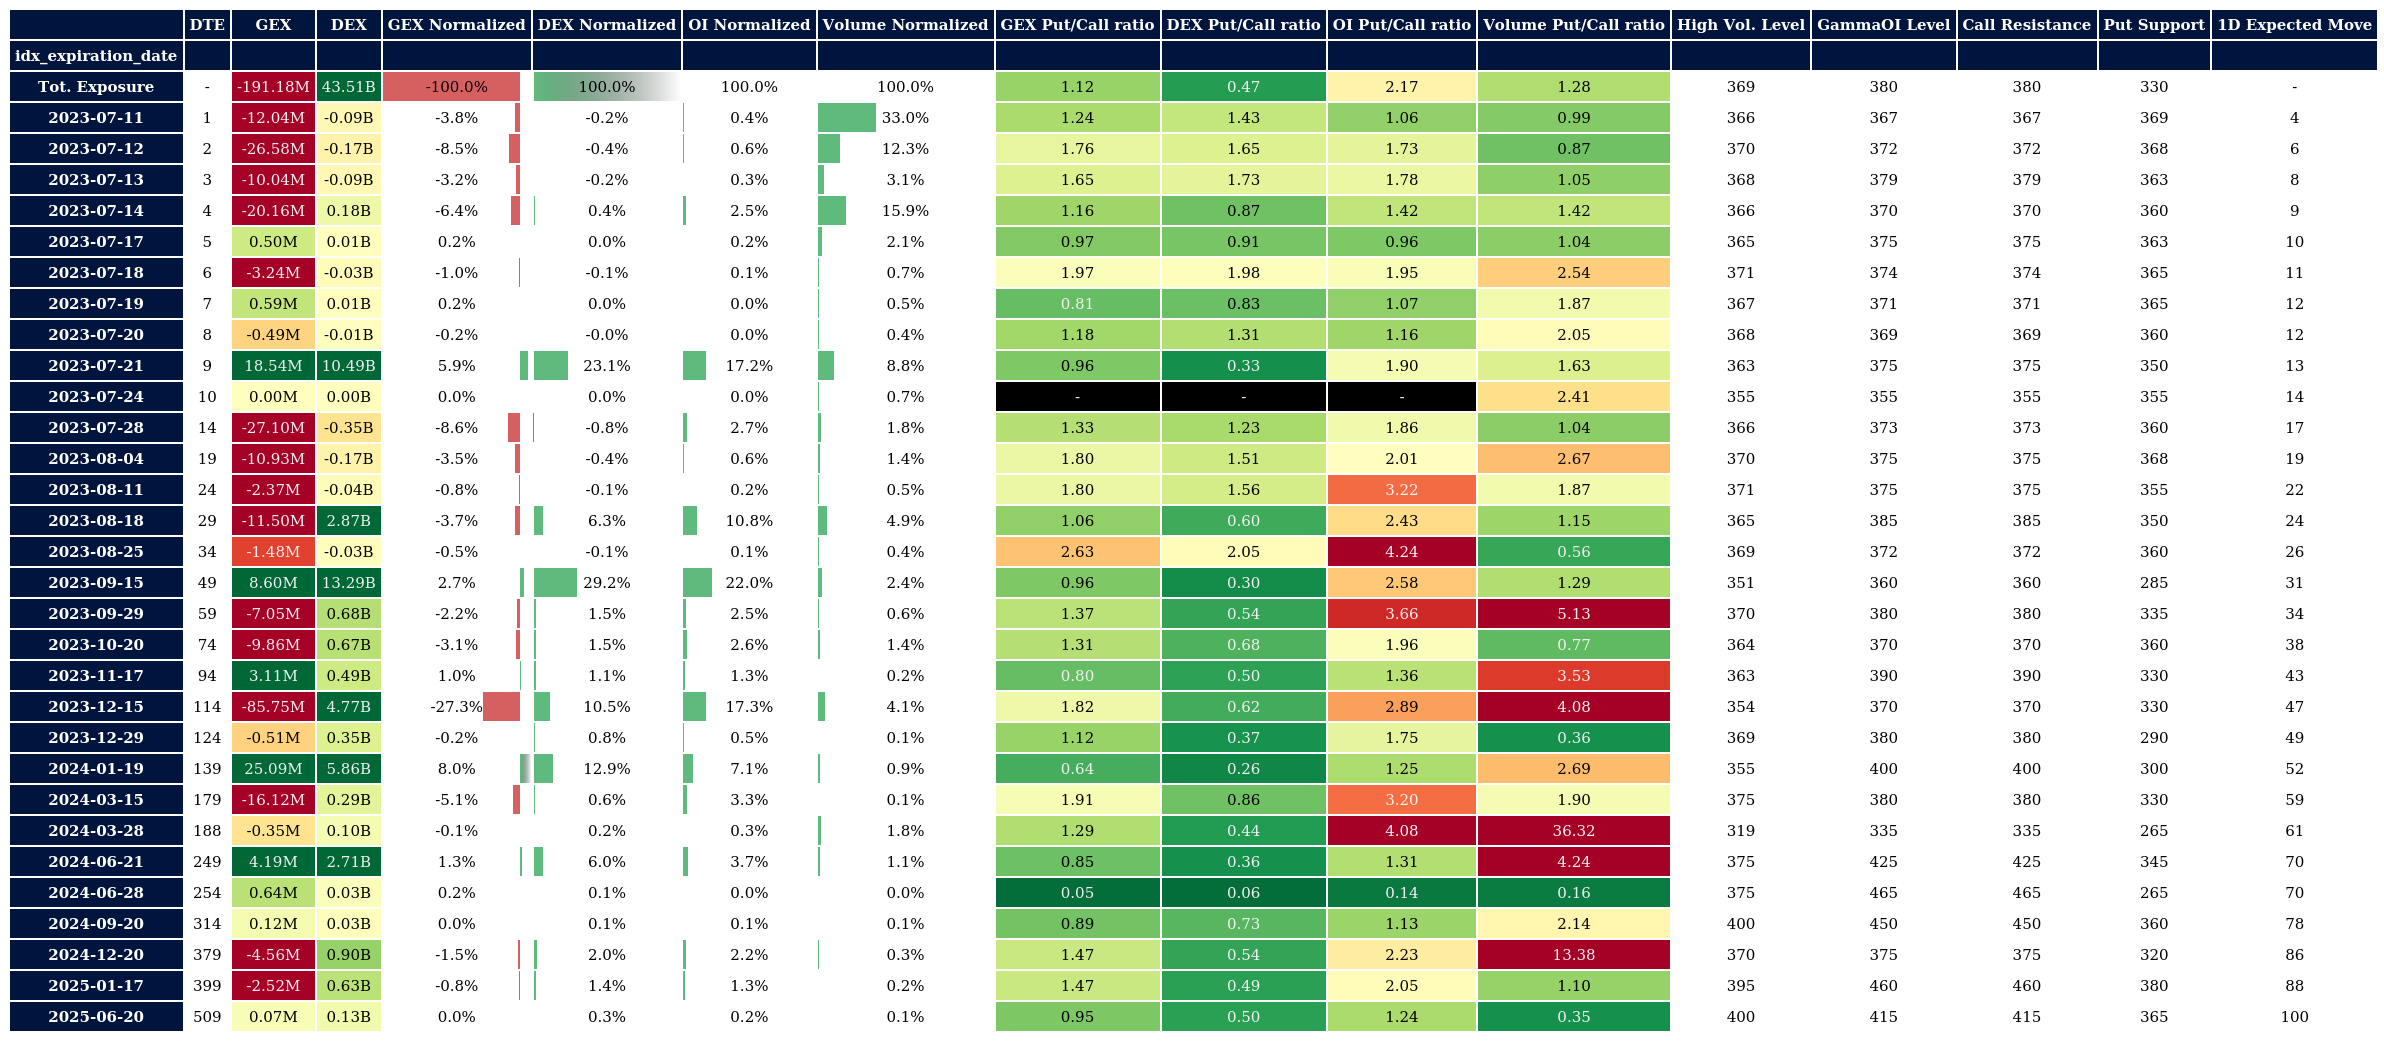 DTE GEX DEX GEX Normalized DEX Normalized OI Normalized Volume Normalized GEX Put/Call ratio DEX Put/Call ratio OI Put/Call ratio Volume Put/Call ratio High Vol. Level GammaOI Level Call Resistance Put Support 1D Expected Move
idx_expiration_date
Tot. Exposure - -191.18M 43.51B -100.0% 100.0% 100.0% 100.0% 1.12 0.47 2.17 1.28 369 380 380 330 -
2023-07-11 1 -12.04M -0.09B -3.8% -0.2% 0.4% 33.0% 1.24 1.43 1.06 0.99 366 367 367 369 4
2023-07-12 2 -26.58M -0.17B -8.5% -0.4% 0.6% 12.3% 1.76 1.65 1.73 0.87 370 372 372 368 6
2023-07-13 3 -10.04M -0.09B -3.2% -0.2% 0.3% 3.1% 1.65 1.73 1.78 1.05 368 379 379 363 8
2023-07-14 4 -20.16M 0.18B -6.4% 0.4% 2.5% 15.9% 1.16 0.87 1.42 1.42 366 370 370 360 9
2023-07-17 5 0.50M 0.01B 0.2% 0.0% 0.2% 2.1% 0.97 0.91 0.96 1.04 365 375 375 363 10
2023-07-18 6 -3.24M -0.03B -1.0% -0.1% 0.1% 0.7% 1.97 1.98 1.95 2.54 371 374 374 365 11
2023-07-19 7 0.59M 0.01B 0.2% 0.0% 0.0% 0.5% 0.81 0.83 1.07 1.87 367 371 371 365 12
2023-07-20 8 -0.49M -0.01B -0.2% -0.0% 0.0% 0.4% 1.18 1.31 1.16 2.05 368 369 369 360 12
2023-07-21 9 18.54M 10.49B 5.9% 23.1% 17.2% 8.8% 0.96 0.33 1.90 1.63 363 375 375 350 13
2023-07-24 10 0.00M 0.00B 0.0% 0.0% 0.0% 0.7% - - - 2.41 355 355 355 355 14
2023-07-28 14 -27.10M -0.35B -8.6% -0.8% 2.7% 1.8% 1.33 1.23 1.86 1.04 366 373 373 360 17
2023-08-04 19 -10.93M -0.17B -3.5% -0.4% 0.6% 1.4% 1.80 1.51 2.01 2.67 370 375 375 368 19
2023-08-11 24 -2.37M -0.04B -0.8% -0.1% 0.2% 0.5% 1.80 1.56 3.22 1.87 371 375 375 355 22
2023-08-18 29 -11.50M 2.87B -3.7% 6.3% 10.8% 4.9% 1.06 0.60 2.43 1.15 365 385 385 350 24
2023-08-25 34 -1.48M -0.03B -0.5% -0.1% 0.1% 0.4% 2.63 2.05 4.24 0.56 369 372 372 360 26
2023-09-15 49 8.60M 13.29B 2.7% 29.2% 22.0% 2.4% 0.96 0.30 2.58 1.29 351 360 360 285 31
2023-09-29 59 -7.05M 0.68B -2.2% 1.5% 2.5% 0.6% 1.37 0.54 3.66 5.13 370 380 380 335 34
2023-10-20 74 -9.86M 0.67B -3.1% 1.5% 2.6% 1.4% 1.31 0.68 1.96 0.77 364 370 370 360 38
2023-11-17 94 3.11M 0.49B 1.0% 1.1% 1.3% 0.2% 0.80 0.50 1.36 3.53 363 390 390 330 43
2023-12-15 114 -85.75M 4.77B -27.3% 10.5% 17.3% 4.1% 1.82 0.62 2.89 4.08 354 370 370 330 47
2023-12-29 124 -0.51M 0.35B -0.2% 0.8% 0.5% 0.1% 1.12 0.37 1.75 0.36 369 380 380 290 49
2024-01-19 139 25.09M 5.86B 8.0% 12.9% 7.1% 0.9% 0.64 0.26 1.25 2.69 355 400 400 300 52
2024-03-15 179 -16.12M 0.29B -5.1% 0.6% 3.3% 0.1% 1.91 0.86 3.20 1.90 375 380 380 330 59
2024-03-28 188 -0.35M 0.10B -0.1% 0.2% 0.3% 1.8% 1.29 0.44 4.08 36.32 319 335 335 265 61
2024-06-21 249 4.19M 2.71B 1.3% 6.0% 3.7% 1.1% 0.85 0.36 1.31 4.24 375 425 425 345 70
2024-06-28 254 0.64M 0.03B 0.2% 0.1% 0.0% 0.0% 0.05 0.06 0.14 0.16 375 465 465 265 70
2024-09-20 314 0.12M 0.03B 0.0% 0.1% 0.1% 0.1% 0.89 0.73 1.13 2.14 400 450 450 360 78
2024-12-20 379 -4.56M 0.90B -1.5% 2.0% 2.2% 0.3% 1.47 0.54 2.23 13.38 370 375 375 320 86
2025-01-17 399 -2.52M 0.63B -0.8% 1.4% 1.3% 0.2% 1.47 0.49 2.05 1.10 395 460 460 380 88
2025-06-20 509 0.07M 0.13B 0.0% 0.3% 0.2% 0.1% 0.95 0.50 1.24 0.35 400 415 415 365 100